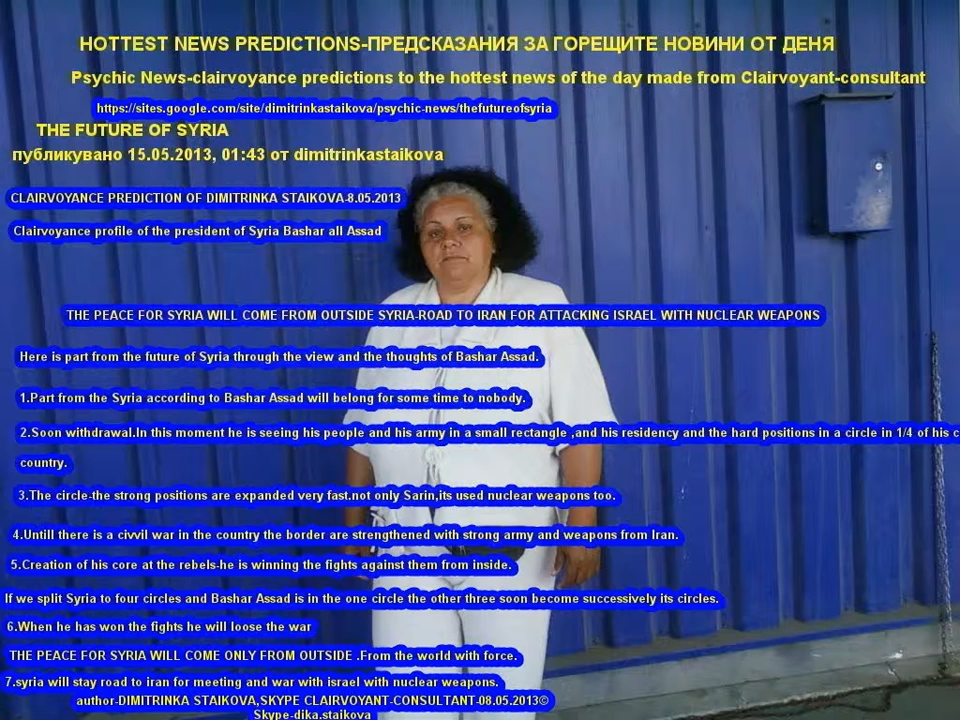 HOTTEST NEWS PREDICTIONS-ПРЕДСКАЗАНИЯ ЗА ГОРЕЩИТЕ НОВИНИ ОТ ДЕНЯ
Psychic News-clairvoyance predictions to the hottest news of the day made from Clairvoyant-consultant
https://sites.google.com/site/dimitrinkastaikova/psychic-news/thefutureofsyria
THE FUTURE OF SYRIA
публикувано 15.05.2013, 01:43 от dimitrinkastaikova
CLAIRVOYANCE PREDICTION OF DIMITRINKA STAIKOVA-8.05.2013
Clairvoyance profile of the president of Syria Bashar all Assad
THE PEACE FOR SYRIA WILL COME FROM OUTSIDE SYRIA-ROAD TO IRAN FOR ATTACKING ISRAEL WITH NUCLEAR WEAPONS
Here is part from the future of Syria through the view and the thoughts of Bashar Assad.
1.Part from the Syria according to Bashar Assad will belong for some time to nobody.
2.Soon withdrawal.In this moment he is seeing his people and his army in a small rectangle ,and his residency and the hard positions in a circle in 1/4 of his c
country.
3.The circle-the strong positions are expanded very fast.not only Sarin,its used nuclear weapons too.
4.Untill there is a civvil war in the country the border are strengthened with strong army and weapons from Iran.
5.Creation of his core at the rebels-he is winning the fights against them from inside.
If we split Syria to four circles and Bashar Assad is in the one circle the other three soon become successively its circles.
6.When he has won the fights he will loose the war
THE PEACE FOR SYRIA WILL COME ONLY FROM OUTSIDE .From the world with force.
7.syria will stay road to iran for meeting and war with israel with nuclear weapons.
author-DIMITRINKA STAIKOVA,SKYPE CLAIRVOYANT-CONSULTANT-08.05.2013©
Skype-dika.staikova